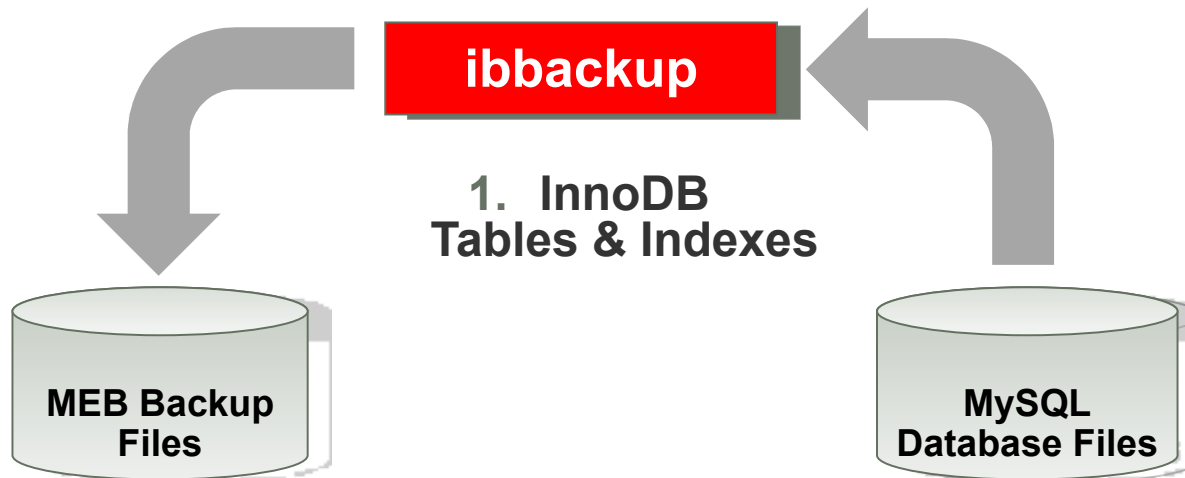 ibbackup
1. InnoDB
Tables & Indexes
MEB Backup
Files
MySQL
Database Files